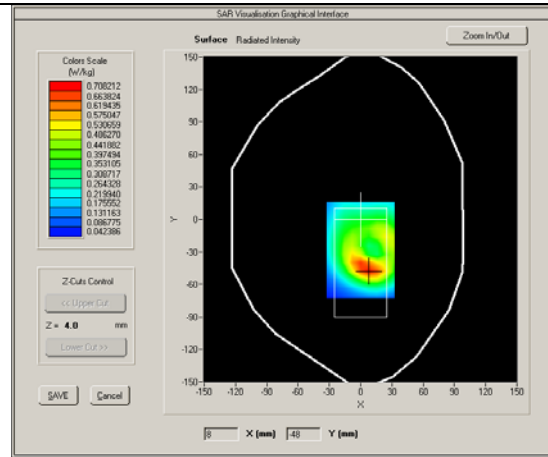 SAR Visualisation Graphical Interface
Surface Radiated Intensity
Zoom In/Out
Colors Scale
(W/kg)
0.708212
0.663824
0.619435
0.575047
0.530659
0.486270
0.441882
0.397494
0.353105
0.308717
0.264328
0.219940
0.175552
0.131163
0.086775
0.042386
Z-Cuts Control
<< Upper Cut
Z = 4.0 mm
Lower Cut >>
SAVE Cancel
150
120
90
60
30
0
-30
-60
-90
-120
-150
Y
-150 -120 -90 -60 -30 0 30 60 90 120 150
X
8 X (mm) -48 Y (mm)